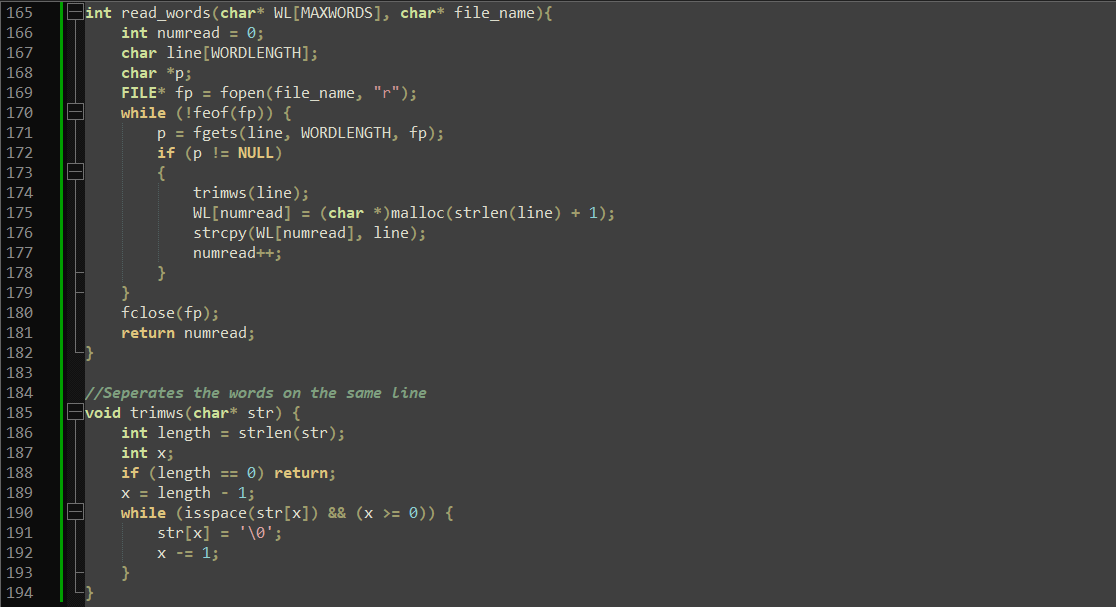 165 int read_words(char* WL[MAXWORDS], char* file_name){
166     int numread = 0;
167     char line[WORDLENGTH];
168     char *p;
169     FILE* fp = fopen(file_name, "r");
170     while (!feof(fp)) {
171         p = fgets(line, WORDLENGTH, fp);
172         if (p != NULL)
173         {
174             trimws(line);
175             WL[numread] = (char *)malloc(strlen(line) + 1);
176             strcpy(WL[numread], line);
177             numread++;
178         }
179     }
180     fclose(fp);
181     return numread;
182 }
183
184 //Seperates the words on the same line
185 void trimws(char* str) {
186     int length = strlen(str);
187     int x;
188     if (length == 0) return;
189     x = length - 1;
190     while (isspace(str[x]) && (x >= 0)) {
191         str[x] = '\0';
192         x -= 1;
193     }
194 }